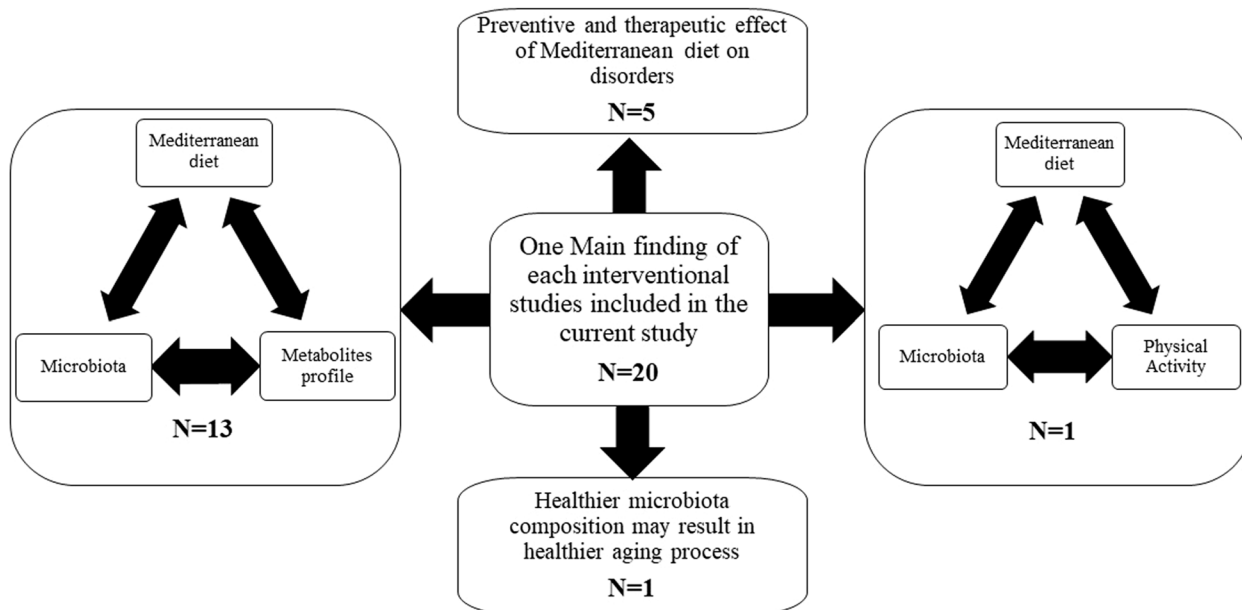 Preventive and therapeutic effect
of Mediterranean diet on
disorders
N=5
Mediterranean
diet
Microbiota
Metabolites
profile
N=13
One Main finding of
each interventional
studies included in the
current study
N=20
Mediterranean
diet
Microbiota
Physical
Activity
N=1
Healthier microbiota
composition may result in
healthier aging process
N=1